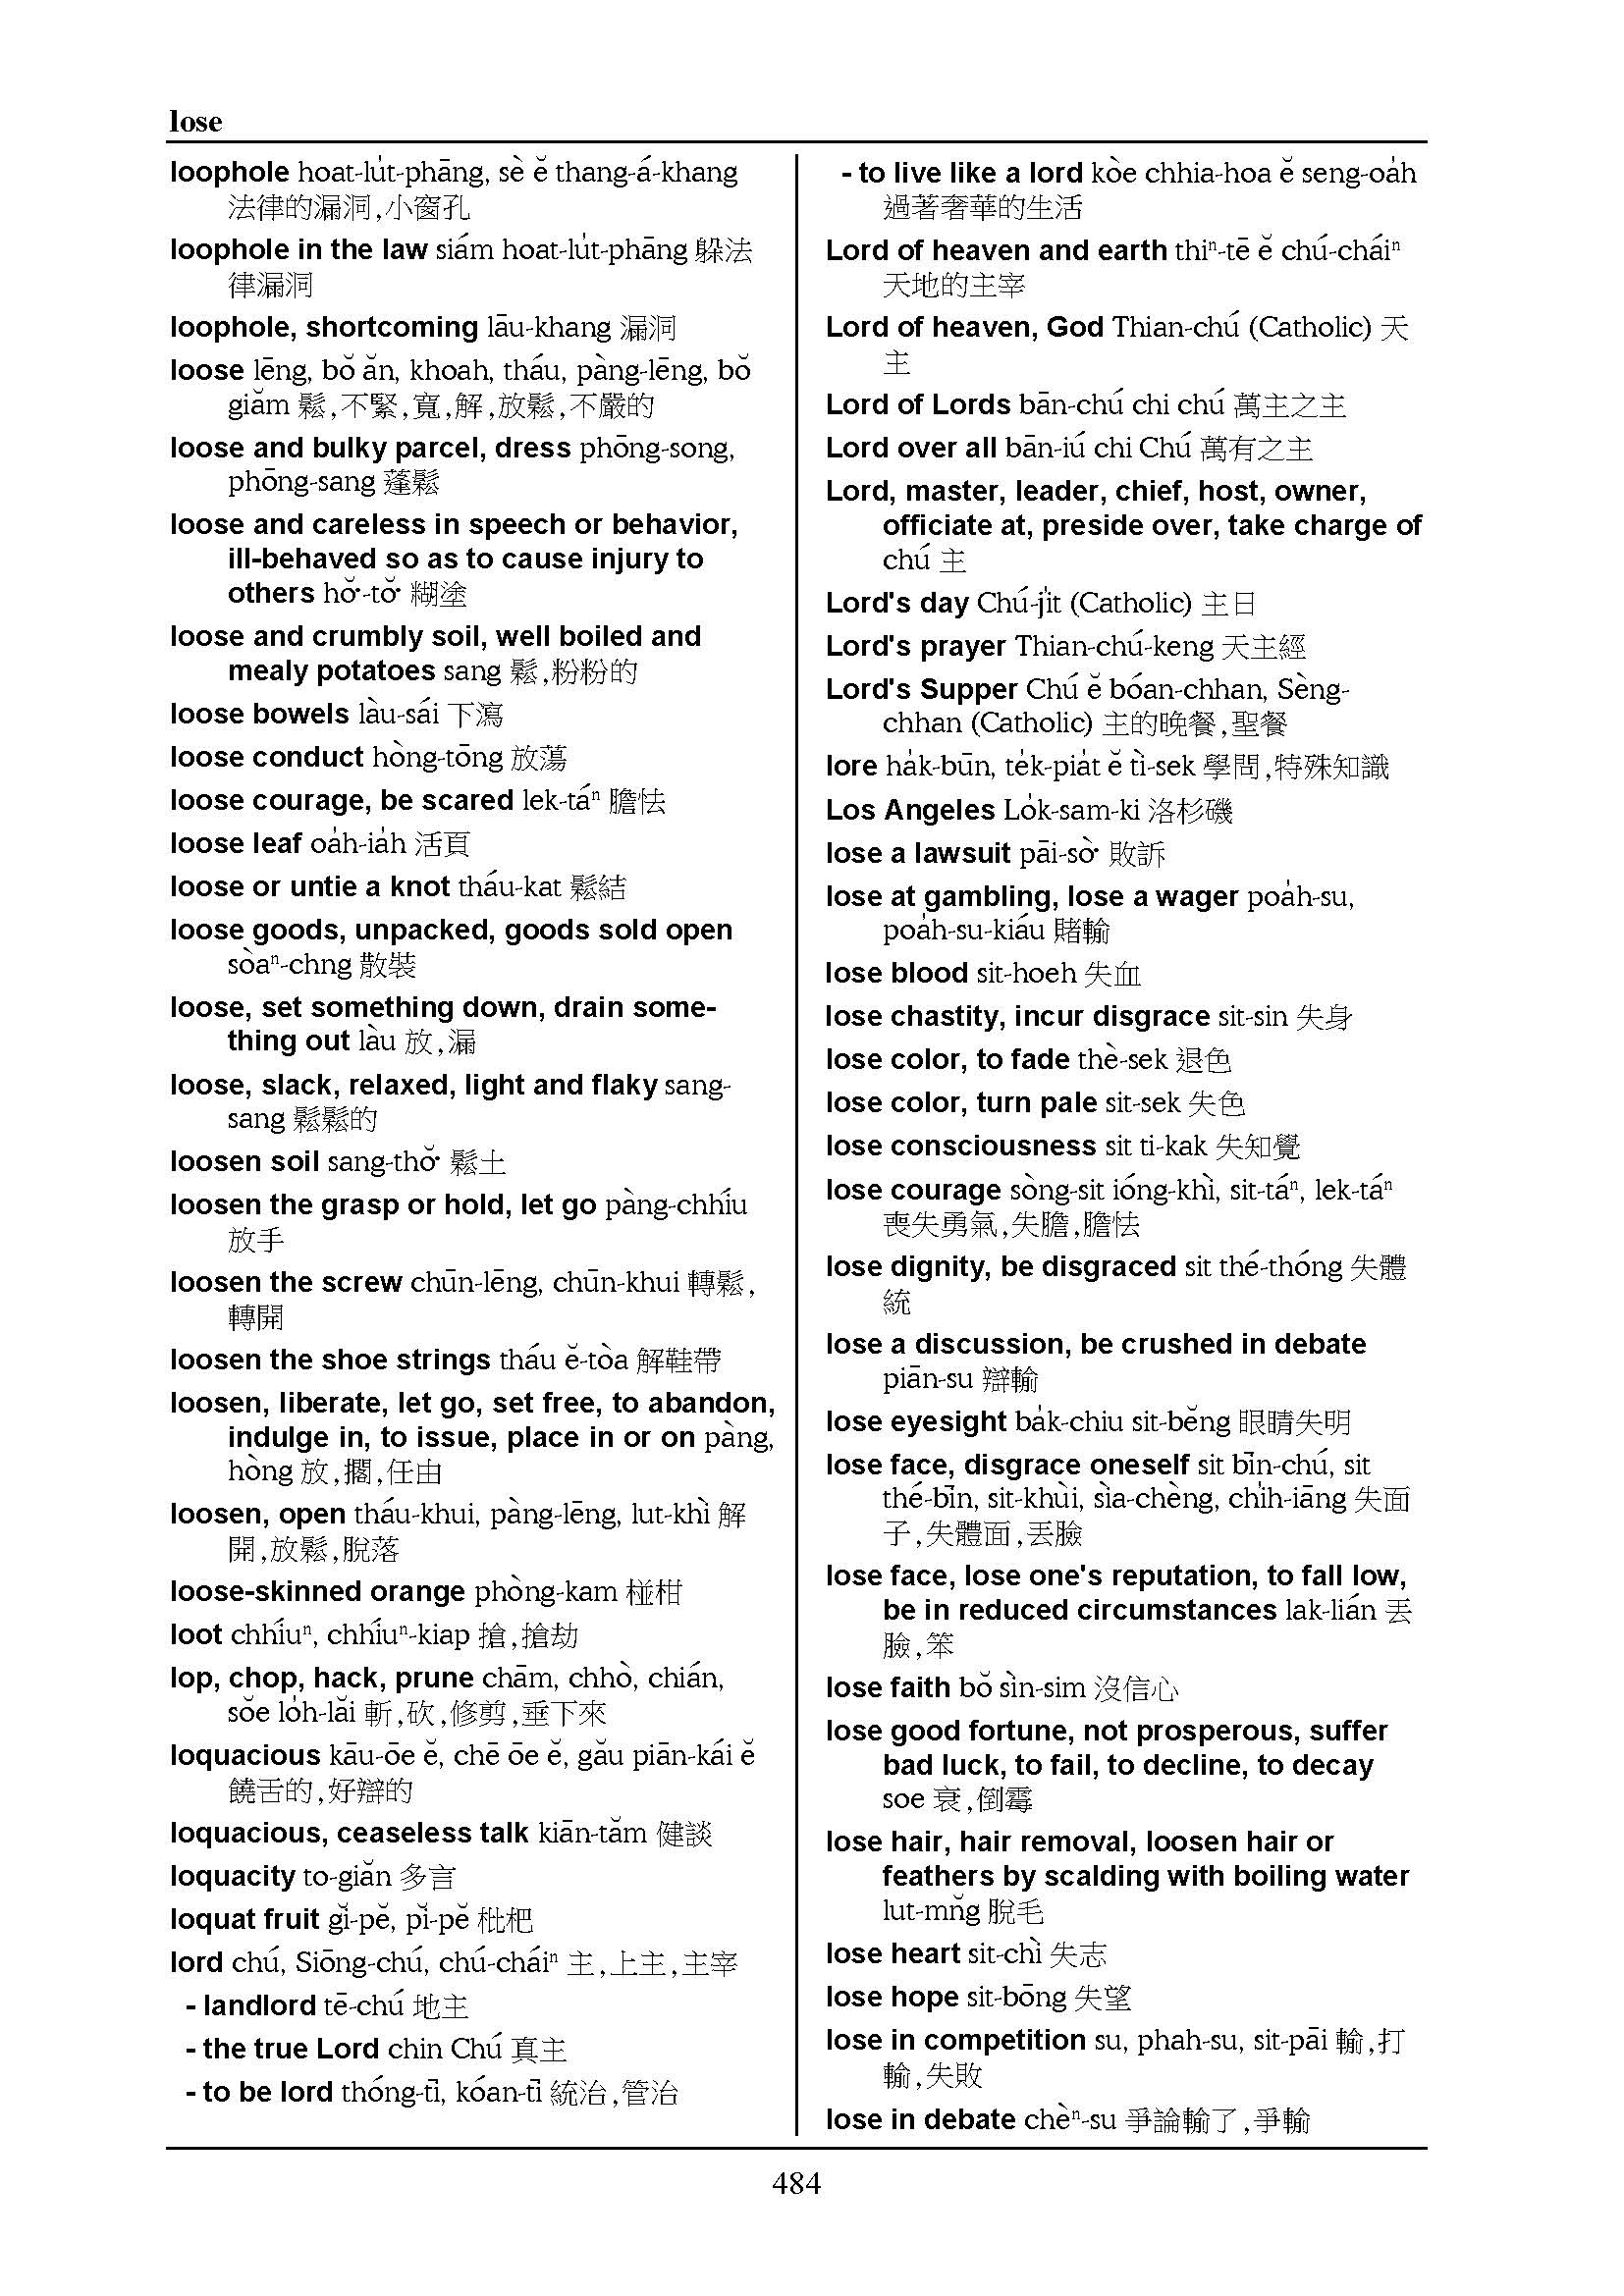 lose
loophole hoat-lu̍t-phāng, sè ĕ thang-á-khang
法律的漏洞,小窗孔
loophole in the law siám hoat-lu̍t-phāng 躲法
律漏洞
loophole, shortcoming lāu-khang 漏洞
loose lēng, bŏ ăn, khoah, tháu, pàng-lēng, bŏ
giăm 鬆,不緊,寬,解,放鬆,不嚴的
loose and bulky parcel, dress phōng-song,
phōng-sang 蓬鬆
loose and careless in speech or behavior,
ill-behaved so as to cause injury to
others hŏ͘-tŏ͘ 糊塗
loose and crumbly soil, well boiled and
mealy potatoes sang 鬆,粉粉的
loose bowels làu-sái 下瀉
loose conduct hòng-tōng 放蕩
loose courage, be scared lek-táⁿ 膽怯
loose leaf oa̍h-ia̍h 活頁
loose or untie a knot tháu-kat 鬆結
loose goods, unpacked, goods sold open
sòaⁿ-chng 散裝
loose, set something down, drain some-
thing out làu 放,漏
loose, slack, relaxed, light and flaky sang-
sang 鬆鬆的
loosen soil sang-thŏ͘ 鬆土
loosen the grasp or hold, let go pàng-chhíu
放手
loosen the screw chūn-lēng, chūn-khui 轉鬆,
轉開
loosen the shoe strings tháu ĕ-tòa 解鞋帶
loosen, liberate, let go, set free, to abandon,
indulge in, to issue, place in or on pàng,
hòng 放,擱,任由
loosen, open tháu-khui, pàng-lēng, lut-khì 解
開,放鬆,脫落
loose-skinned orange phòng-kam 椪柑
loot chhíuⁿ, chhíuⁿ-kiap 搶,搶劫
lop, chop, hack, prune chām, chhò, chián,
sŏe lo̍h-lăi 斬,砍,修剪,垂下來
loquacious kāu-ōe ĕ, chē ōe ĕ, gău piān-kái ĕ
饒舌的,好辯的
loquacious, ceaseless talk kiān-tăm 健談
loquacity to-giăn 多言
loquat fruit gĭ-pĕ, pĭ-pĕ 枇杷
lord chú, Siōng-chú, chú-cháiⁿ 主,上主,主宰
- landlord tē-chú 地主
- the true Lord chin Chú 真主
- to be lord thóng-tī, kóan-tī 統治,管治
- to live like a lord kòe chhia-hoa ĕ seng-oa̍h
過著奢華的生活
Lord of heaven and earth thiⁿ-tē ĕ chú-cháiⁿ
天地的主宰
Lord of heaven, God Thian-chú (Catholic) 天
主
Lord of Lords bān-chú chi chú 萬主之主
Lord over all bān-iú chi Chú 萬有之主
Lord, master, leader, chief, host, owner,
officiate at, preside over, take charge of
chú 主
Lord's day Chú-ji̍t (Catholic) 主日
Lord's prayer Thian-chú-keng 天主經
Lord's Supper Chú ĕ bóan-chhan, Sèng-
chhan (Catholic) 主的晚餐,聖餐
lore ha̍k-būn, te̍k-pia̍t ĕ tì-sek 學問,特殊知識
Los Angeles Lo̍k-sam-ki 洛杉磯
lose a lawsuit pāi-sò͘ 敗訴
lose at gambling, lose a wager poa̍h-su,
poa̍h-su-kiáu 賭輸
lose blood sit-hoeh 失血
lose chastity, incur disgrace sit-sin 失身
lose color, to fade thè-sek 退色
lose color, turn pale sit-sek 失色
lose consciousness sit ti-kak 失知覺
lose courage sòng-sit ióng-khì, sit-táⁿ, lek-táⁿ
喪失勇氣,失膽,膽怯
lose dignity, be disgraced sit thé-thóng 失體
統
lose a discussion, be crushed in debate
piān-su 辯輸
lose eyesight ba̍k-chiu sit-bĕng 眼睛失明
lose face, disgrace oneself sit bīn-chú, sit
thé-bīn, sit-khùi, sìa-chèng, chi̍h-iāng 失面
子,失體面,丟臉
lose face, lose one's reputation, to fall low,
be in reduced circumstances lak-lián 丟
臉,笨
lose faith bŏ sìn-sim 沒信心
lose good fortune, not prosperous, suffer
bad luck, to fail, to decline, to decay
soe 衰,倒霉
lose hair, hair removal, loosen hair or
feathers by scalding with boiling water
lut-mn̆g 脫毛
lose heart sit-chì 失志
lose hope sit-bōng 失望
lose in competition su, phah-su, sit-pāi 輸,打
輸,失敗
lose in debate chèⁿ-su 爭論輸了,爭輸
484